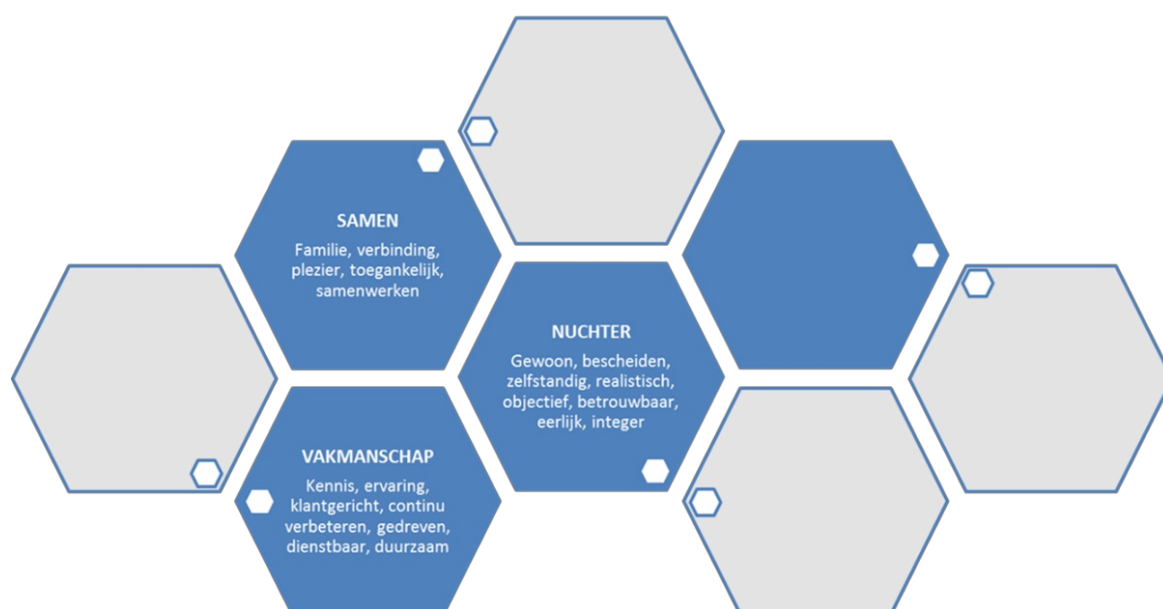 SAMEN
Familie, verbinding,
plezier, toegankelijk,
samenwerken
NUCHTER
Gewoon, bescheiden,
zelfstandig, realistisch,
objectief, betrouwbaar,
eerlijk, integer
VAKMANSCHAP
Kennis, ervaring,
klantgericht, continu
verbeteren, gedreven,
dienstbaar, duurzaam